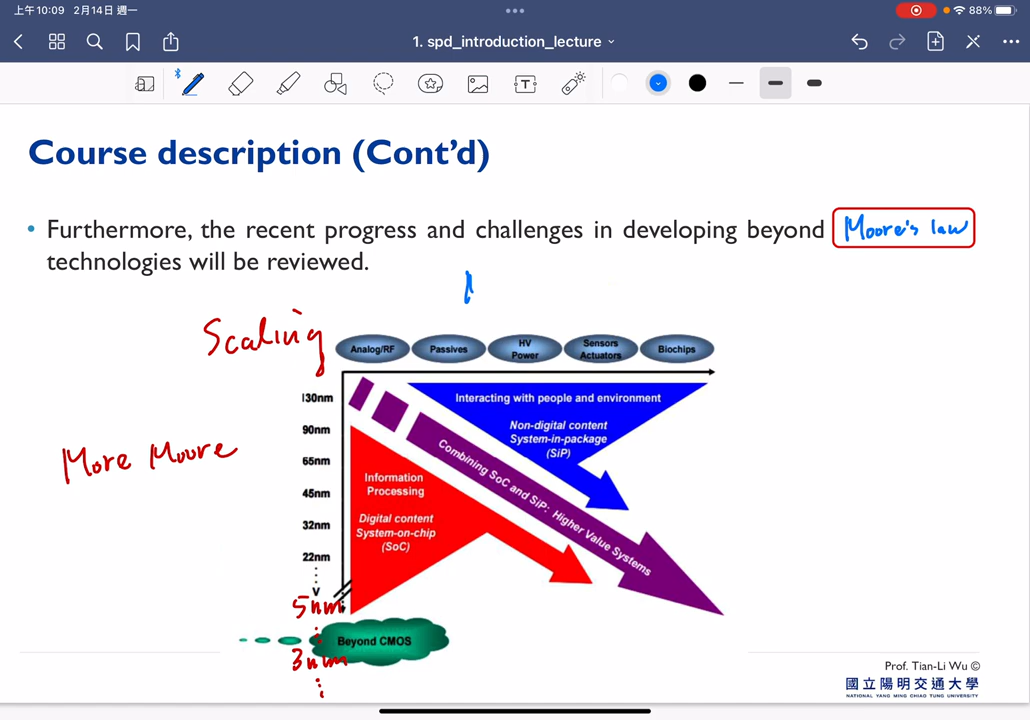 上午10:09 2月14日 週一
88%
1. spd_introduction_lecture
Course description (Cont'd)
• Furthermore, the recent progress and challenges in developing beyond Moore's law
technologies will be reviewed.
Scaling
Analog/RF
Passives
HV
Power
Sensors
Actuators
Biochips
130nm
90nm
65nm
45nm
32nm
22nm
5nm
3nm
More Moore
Interacting with people and environment
Non-digital content
System-in-package
(SiP)
Combining SoC and SiP: Higher Value Systems
Information
Processing
Digital content
System-on-chip
(SoC)
Beyond CMOS
Prof. Tian-Li Wu ©
國立陽明交通大學
NATIONAL YANG MING CHIAO TUNG UNIVERSITY